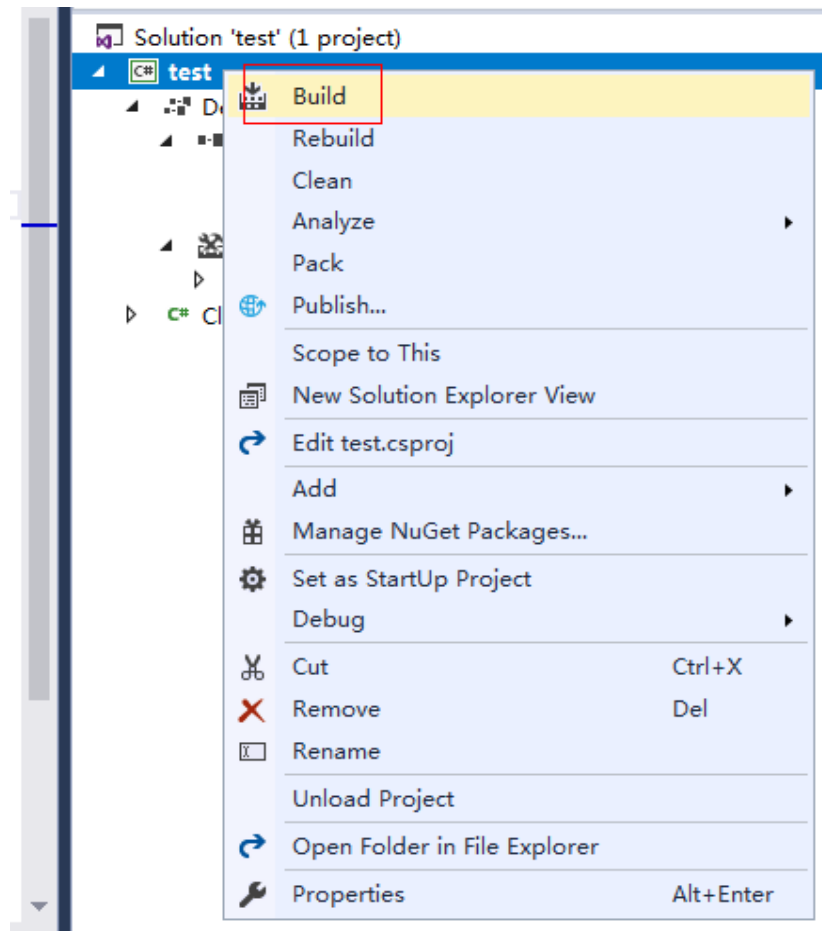 Solution 'test' (1 project)
C# test
Build
Rebuild
Clean
Analyze
Pack
Publish...
C# Cl
Scope to This
New Solution Explorer View
Edit test.csproj
Add
Manage NuGet Packages...
Set as StartUp Project
Debug
Cut Ctrl+X
Remove Del
Rename
Unload Project
Open Folder in File Explorer
Properties Alt+Enter